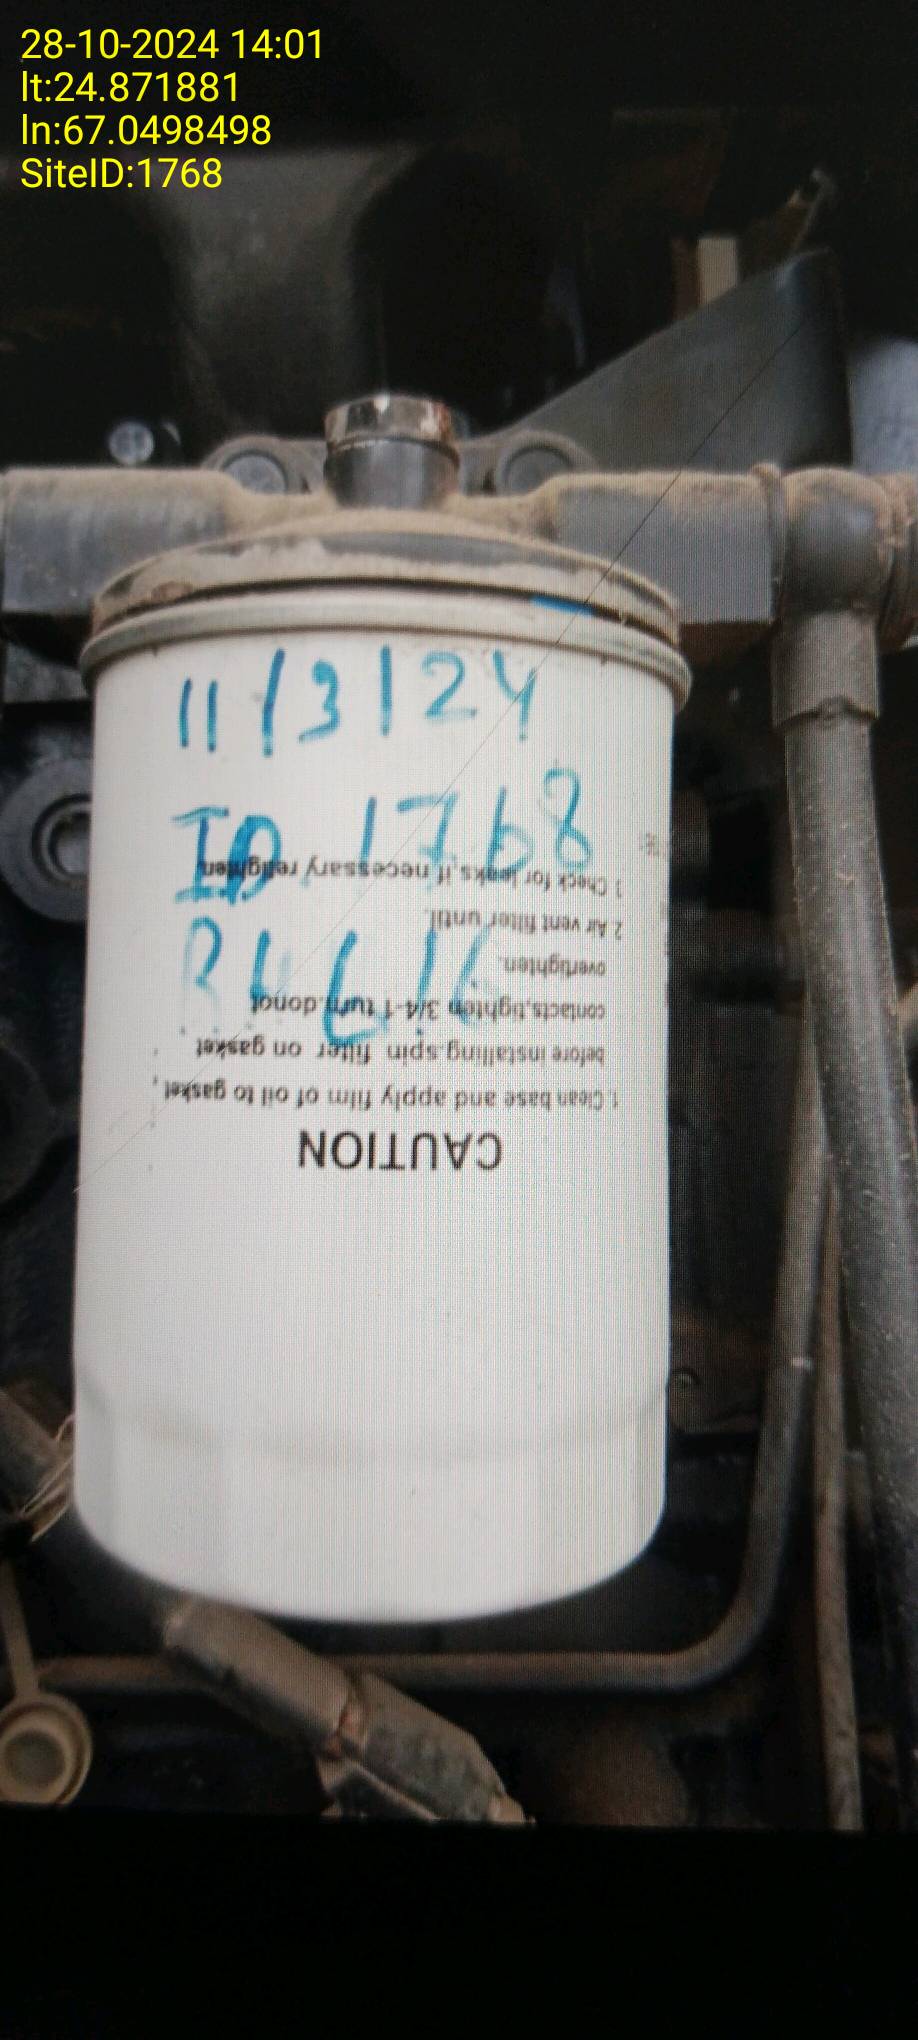 28-10-2024 14:01
lt:24.871881
ln:67.0498498
SiteID:1768
11/3/24
ID 1768
CAUTION
1. Clean base and apply film of oil to gasket,
before installing.spin filter on gasket
contacts,tighten 3/4-1 turn.donot
overtighten.
2 Air vent filter until.
3 Check for leaks,if necessary retighten